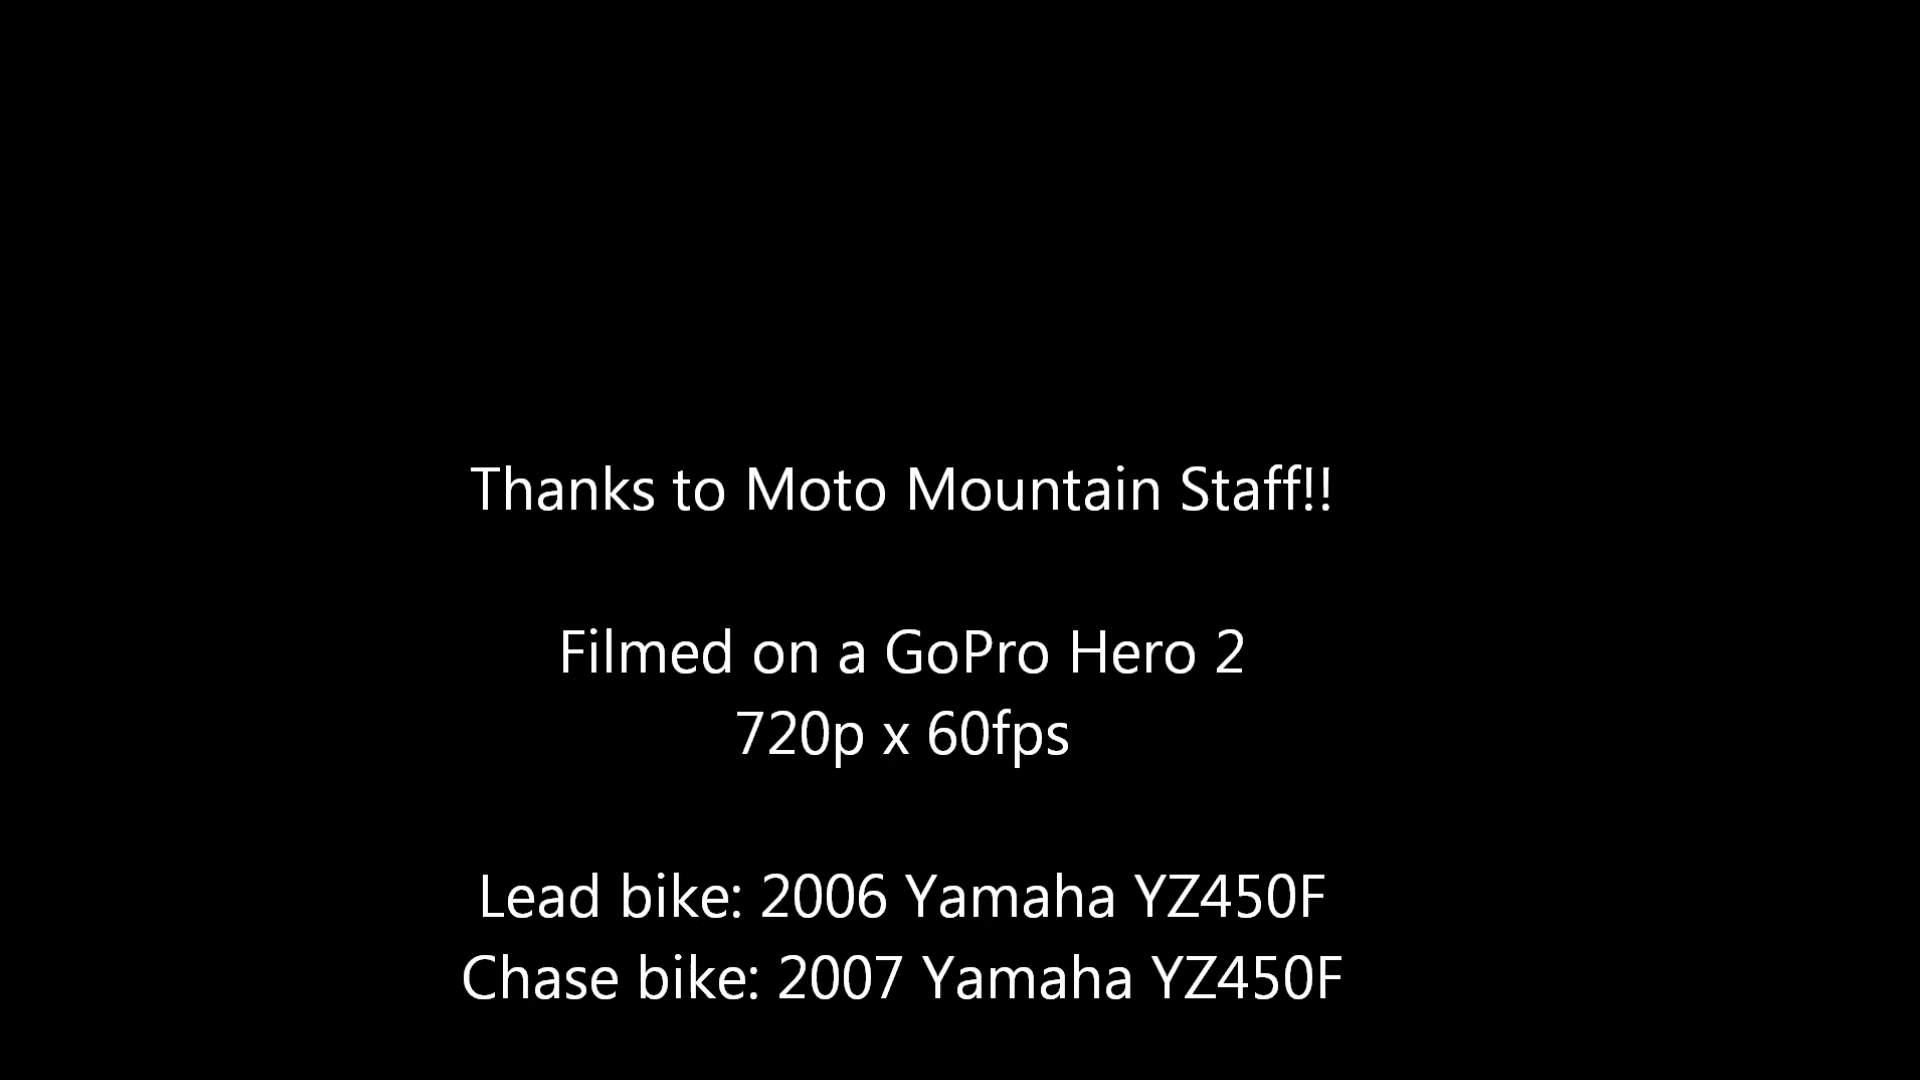 Thanks to Moto Mountain Staff!!
Filmed on a GoPro Hero 2
720p x 60fps
Lead bike: 2006 Yamaha YZ450F
Chase bike: 2007 Yamaha YZ450F